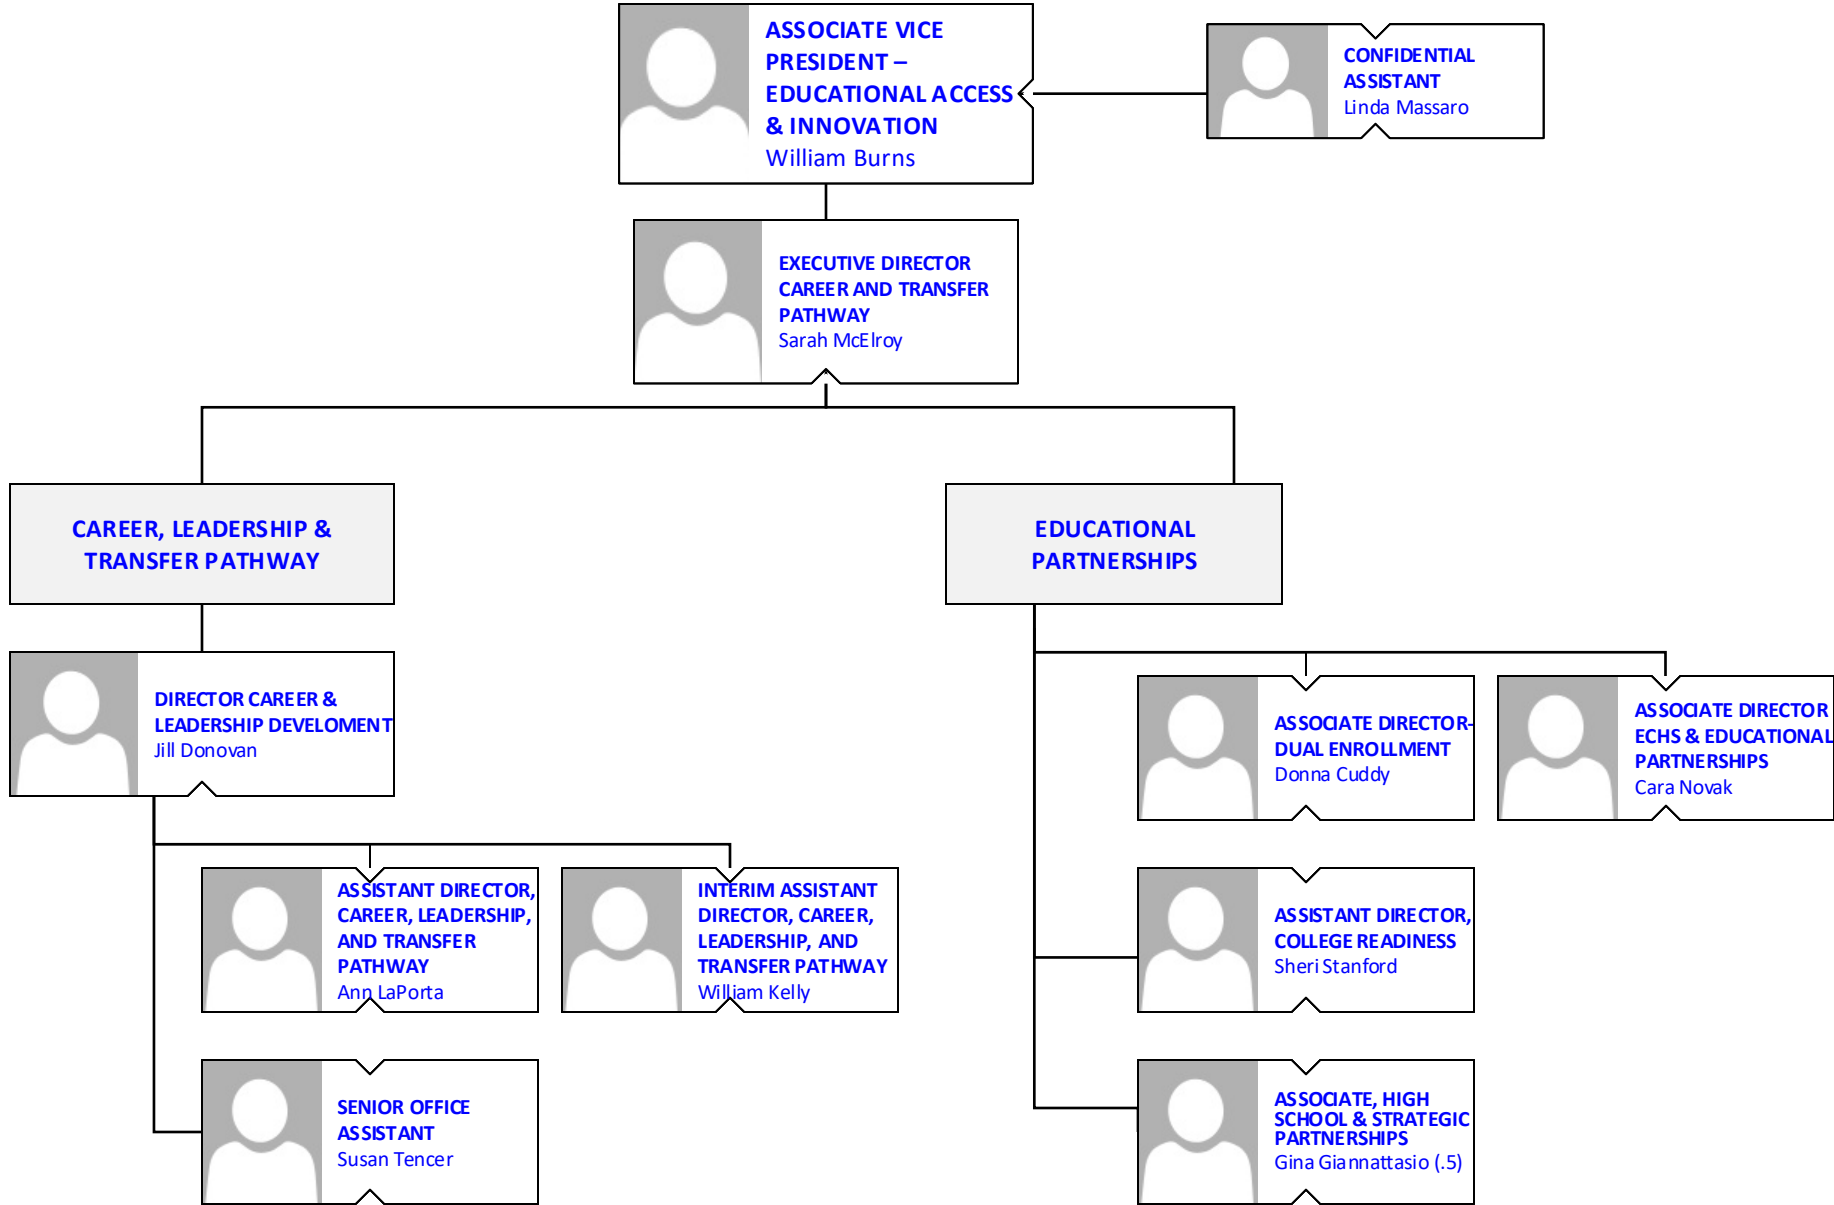 ASSOCIATE VICE
PRESIDENT –
EDUCATIONAL ACCESS
& INNOVATION
William Burns
CONFIDENTIAL
ASSISTANT
Linda Massaro
EXECUTIVE DIRECTOR
CAREER AND TRANSFER
PATHWAY
Sarah McElroy
CAREER, LEADERSHIP &
TRANSFER PATHWAY
EDUCATIONAL
PARTNERSHIPS
DIRECTOR CAREER &
LEADERSHIP DEVELOMENT
Jill Donovan
ASSOCIATE DIRECTOR-
DUAL ENROLLMENT
Donna Cuddy
ASSOCIATE DIRECTOR
ECHS & EDUCATIONAL
PARTNERSHIPS
Cara Novak
ASSISTANT DIRECTOR,
CAREER, LEADERSHIP,
AND TRANSFER
PATHWAY
Ann LaPorta
INTERIM ASSISTANT
DIRECTOR, CAREER,
LEADERSHIP, AND
TRANSFER PATHWAY
William Kelly
ASSISTANT DIRECTOR,
COLLEGE READINESS
Sheri Stanford
SENIOR OFFICE
ASSISTANT
Susan Tencer
ASSOCIATE, HIGH
SCHOOL & STRATEGIC
PARTNERSHIPS
Gina Giannattasio (.5)